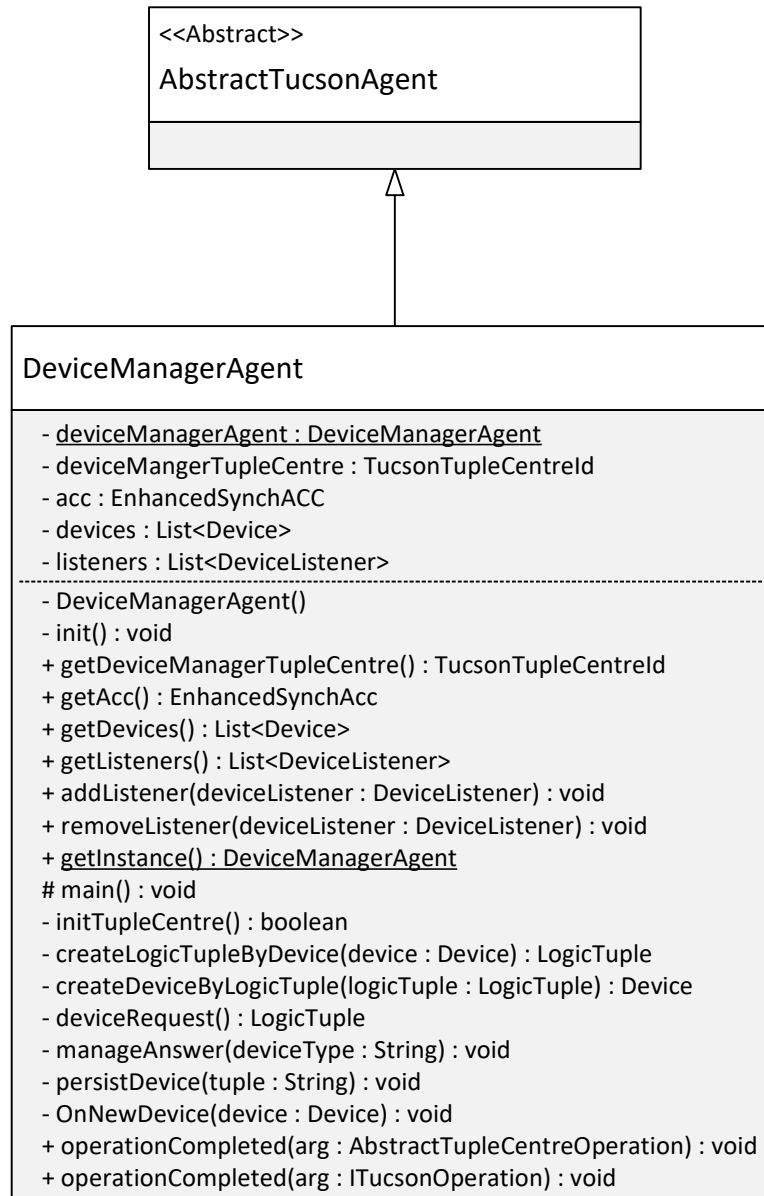 <<Abstract>>
AbstractTucsonAgent
DeviceManagerAgent
- deviceManagerAgent : DeviceManagerAgent
- deviceMangerTupleCentre : TucsonTupleCentreId
- acc : EnhancedSynchACC
- devices : List<Device>
- listeners : List<DeviceListener>
- DeviceManagerAgent()
- init() : void
+ getDeviceManagerTupleCentre() : TucsonTupleCentreId
+ getAcc() : EnhancedSynchAcc
+ getDevices() : List<Device>
+ getListeners() : List<DeviceListener>
+ addListener(deviceListener : DeviceListener) : void
+ removeListener(deviceListener : DeviceListener) : void
+ getInstance() : DeviceManagerAgent
# main() : void
- initTupleCentre() : boolean
- createLogicTupleByDevice(device : Device) : LogicTuple
- createDeviceByLogicTuple(logicTuple : LogicTuple) : Device
- deviceRequest() : LogicTuple
- manageAnswer(deviceType : String) : void
- persistDevice(tuple : String) : void
- OnNewDevice(device : Device) : void
+ operationCompleted(arg : AbstractTupleCentreOperation) : void
+ operationCompleted(arg : ITucsonOperation) : void